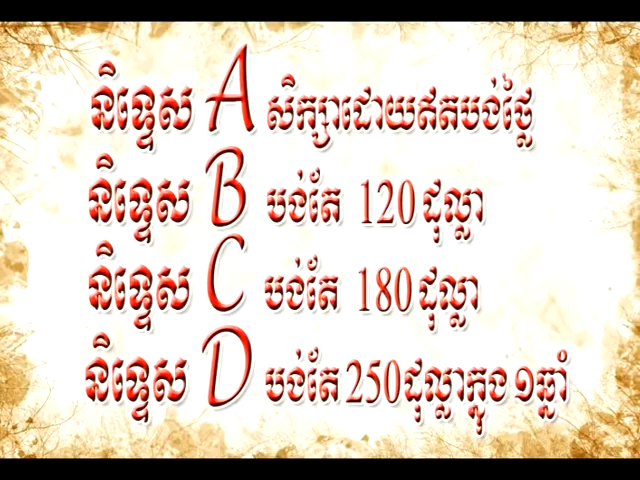 និទ្ទេស A សិក្សាដោយឥតបង់ថ្លៃ
និទ្ទេស B បង់តែ 120 ដុល្លា
និទ្ទេស C បង់តែ 180 ដុល្លា
និទ្ទេស D បង់តែ 250 ដុល្លាក្នុង ១ឆ្នាំ